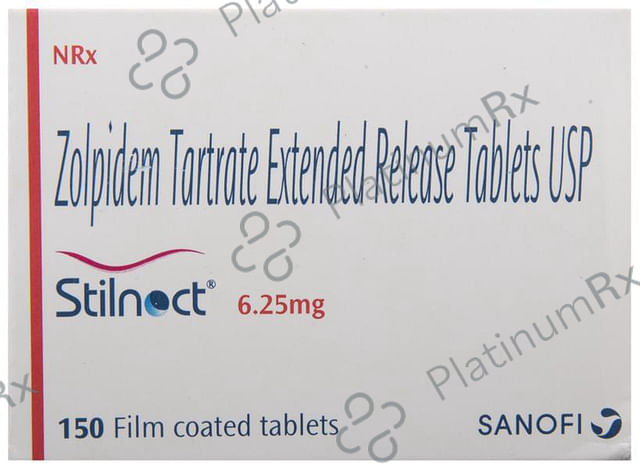 NRx
Zolpidem Tartrate Extended Release Tablets USP
Stilnoct® 6.25mg
150 Film coated tablets
SANOFI
PlatinumRx
PlatinumRx